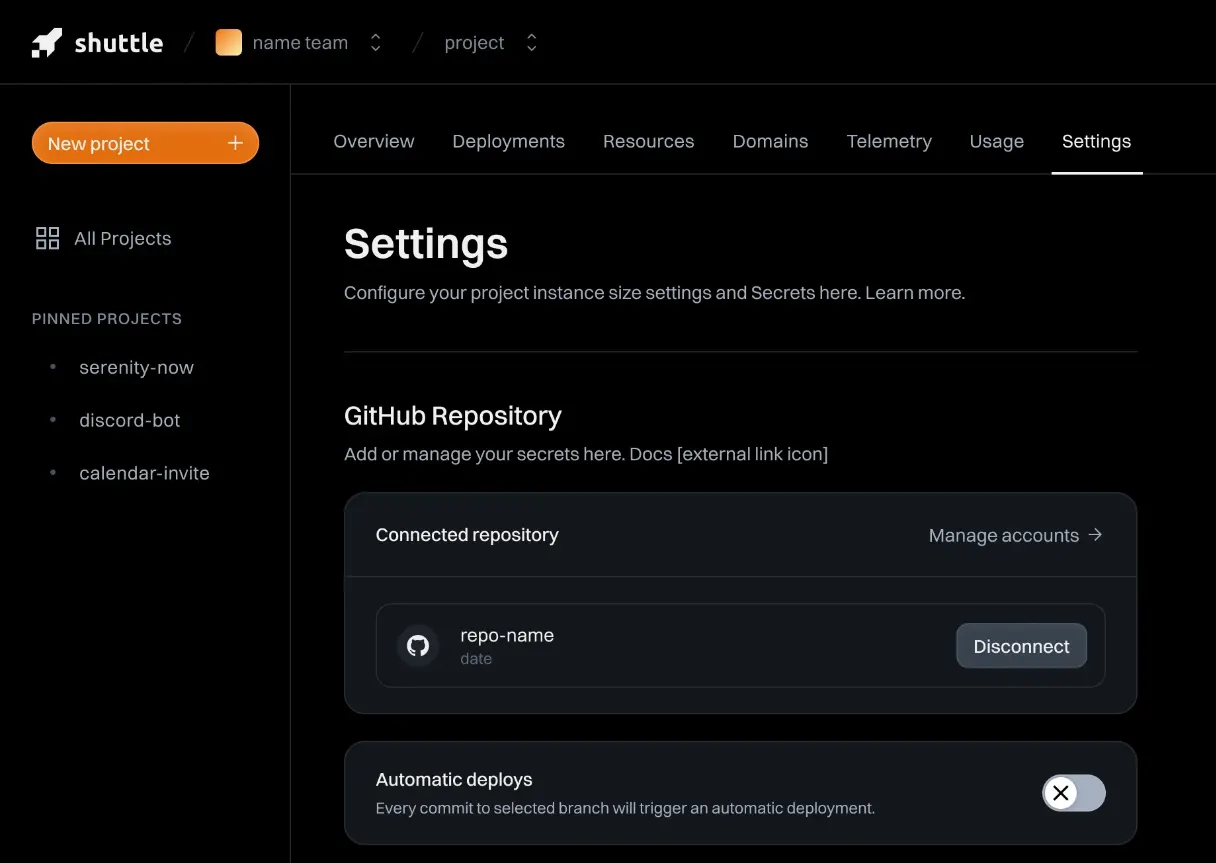 shuttle / name team / project
New project +
Overview Deployments Resources Domains Telemetry Usage Settings
All Projects
PINNED PROJECTS
serenity-now
discord-bot
calendar-invite
Settings
Configure your project instance size settings and Secrets here. Learn more.
GitHub Repository
Add or manage your secrets here. Docs [external link icon]
Connected repository Manage accounts →
repo-name
date
Disconnect
Automatic deploys
Every commit to selected branch will trigger an automatic deployment.